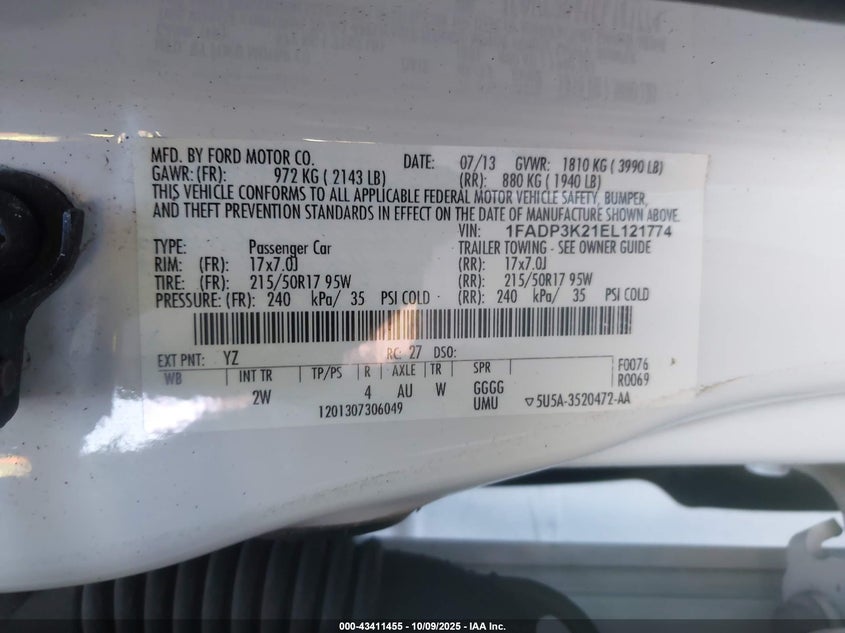 MFD. BY FORD MOTOR CO. DATE: 07/13 GVWR: 1810 KG ( 3990 LB)
GAWR: (FR): 972 KG ( 2143 LB) (RR): 880 KG ( 1940 LB)
THIS VEHICLE CONFORMS TO ALL APPLICABLE FEDERAL MOTOR VEHICLE SAFETY, BUMPER,
AND THEFT PREVENTION STANDARDS IN EFFECT ON THE DATE OF MANUFACTURE SHOWN ABOVE.
VIN: 1FADP3K21EL121774
TYPE: Passenger Car TRAILER TOWING - SEE OWNER GUIDE
RIM: (FR): 17x7.0J (RR): 17x7.0J
TIRE: (FR): 215/50R17 95W (RR): 215/50R17 95W
PRESSURE: (FR): 240 kPa/ 35 PSI COLD (RR): 240 kPa/ 35 PSI COLD
EXT PNT: YZ RC: 27 DSO:
WB INT TR TP/PS R AXLE TR SPR F0076
R0069
2W 4 AU W GGGG
1201307306049 UMU ▽5U5A-3520472-AA
000-43411455 - 10/09/2025 - IAA Inc.